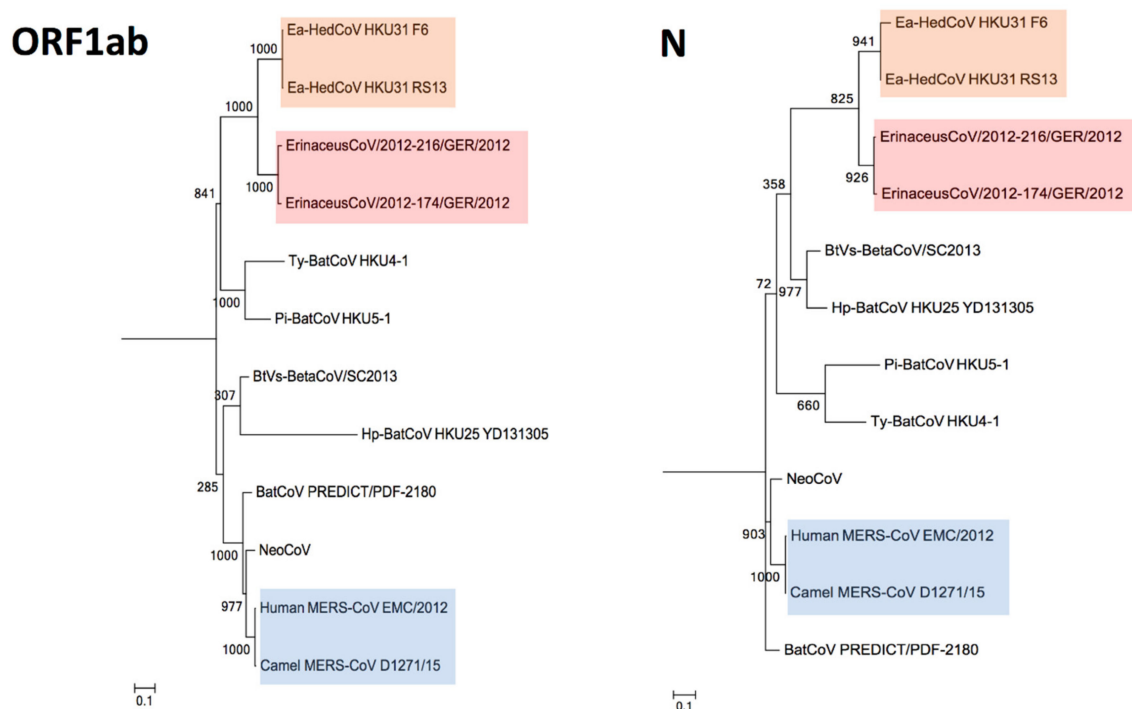 ORF1ab
Ea-HedCoV HKU31 F6
1000
Ea-HedCoV HKU31 RS13
1000
ErinaceusCoV/2012-216/GER/2012
1000
841
ErinaceusCoV/2012-174/GER/2012
Ty-BatCoV HKU4-1
1000
Pi-BatCoV HKU5-1
BtVs-BetaCoV/SC2013
307
Hp-BatCoV HKU25 YD131305
285
BatCoV PREDICT/PDF-2180
1000
NeoCoV
977
Human MERS-CoV EMC/2012
1000
Camel MERS-CoV D1271/15
0.1
N
Ea-HedCoV HKU31 F6
941
Ea-HedCoV HKU31 RS13
825
ErinaceusCoV/2012-216/GER/2012
358
926
ErinaceusCoV/2012-174/GER/2012
BtVs-BetaCoV/SC2013
72
977
Hp-BatCoV HKU25 YD131305
Pi-BatCoV HKU5-1
660
Ty-BatCoV HKU4-1
NeoCoV
903
Human MERS-CoV EMC/2012
1000
Camel MERS-CoV D1271/15
BatCoV PREDICT/PDF-2180
0.1